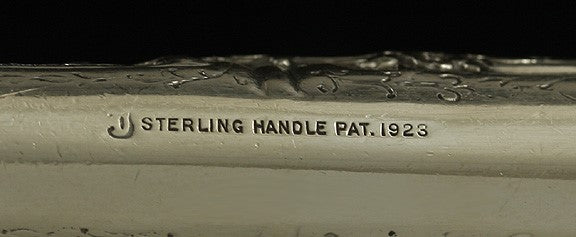 STERLING HANDLE PAT. 1923